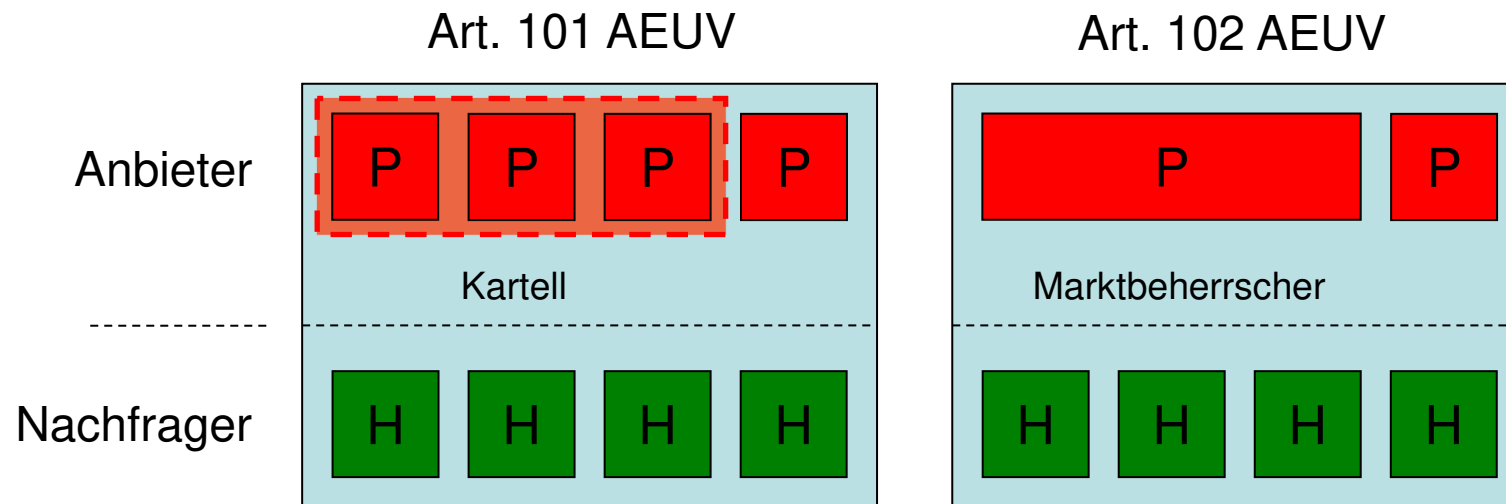 Art. 101 AEUV Art. 102 AEUV
Anbieter P P P P P P
Kartell Marktbeherrscher
Nachfrager H H H H H H H H